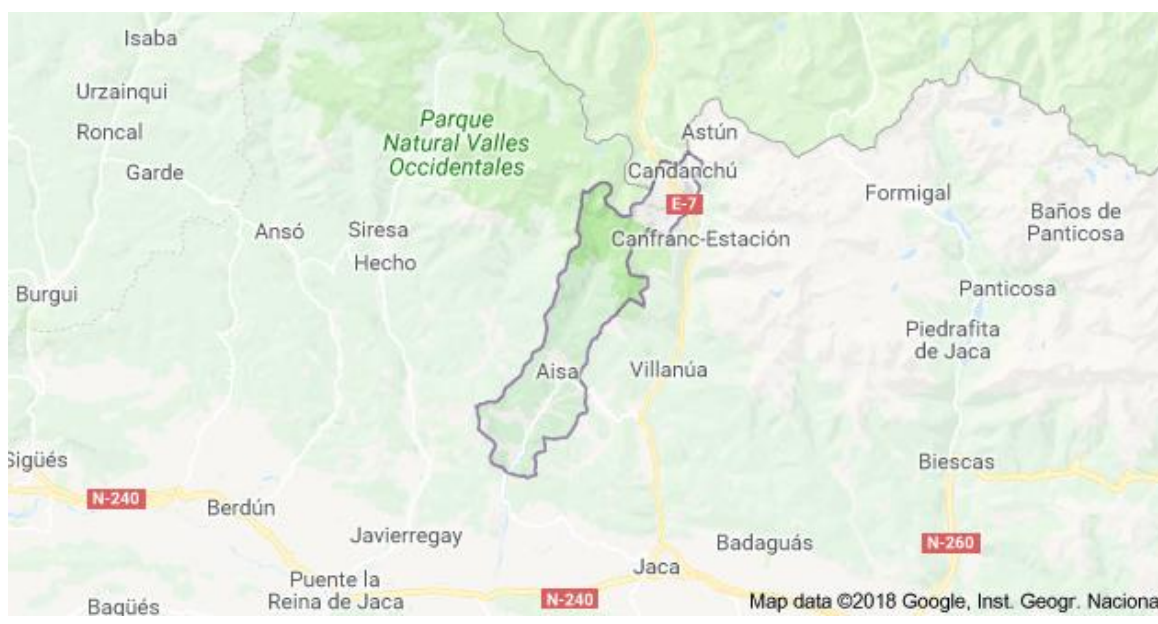 Isaba
Urzainqui
Roncal
Garde
Parque
Natural Valles
Occidentales
Astún
Candanchú
E-7
Formigal
Baños de
Panticosa
Ansó
Siresa
Hecho
Canfranc-Estación
Burgui
Panticosa
Piedrafita
de Jaca
Aisa
Villanúa
Sigüés
Biescas
N-240
Berdún
Javierregay
Badaguás
N-260
Jaca
Puente la
Reina de Jaca
N-240
Bagüés
Map data ©2018 Google, Inst. Geogr. Naciona